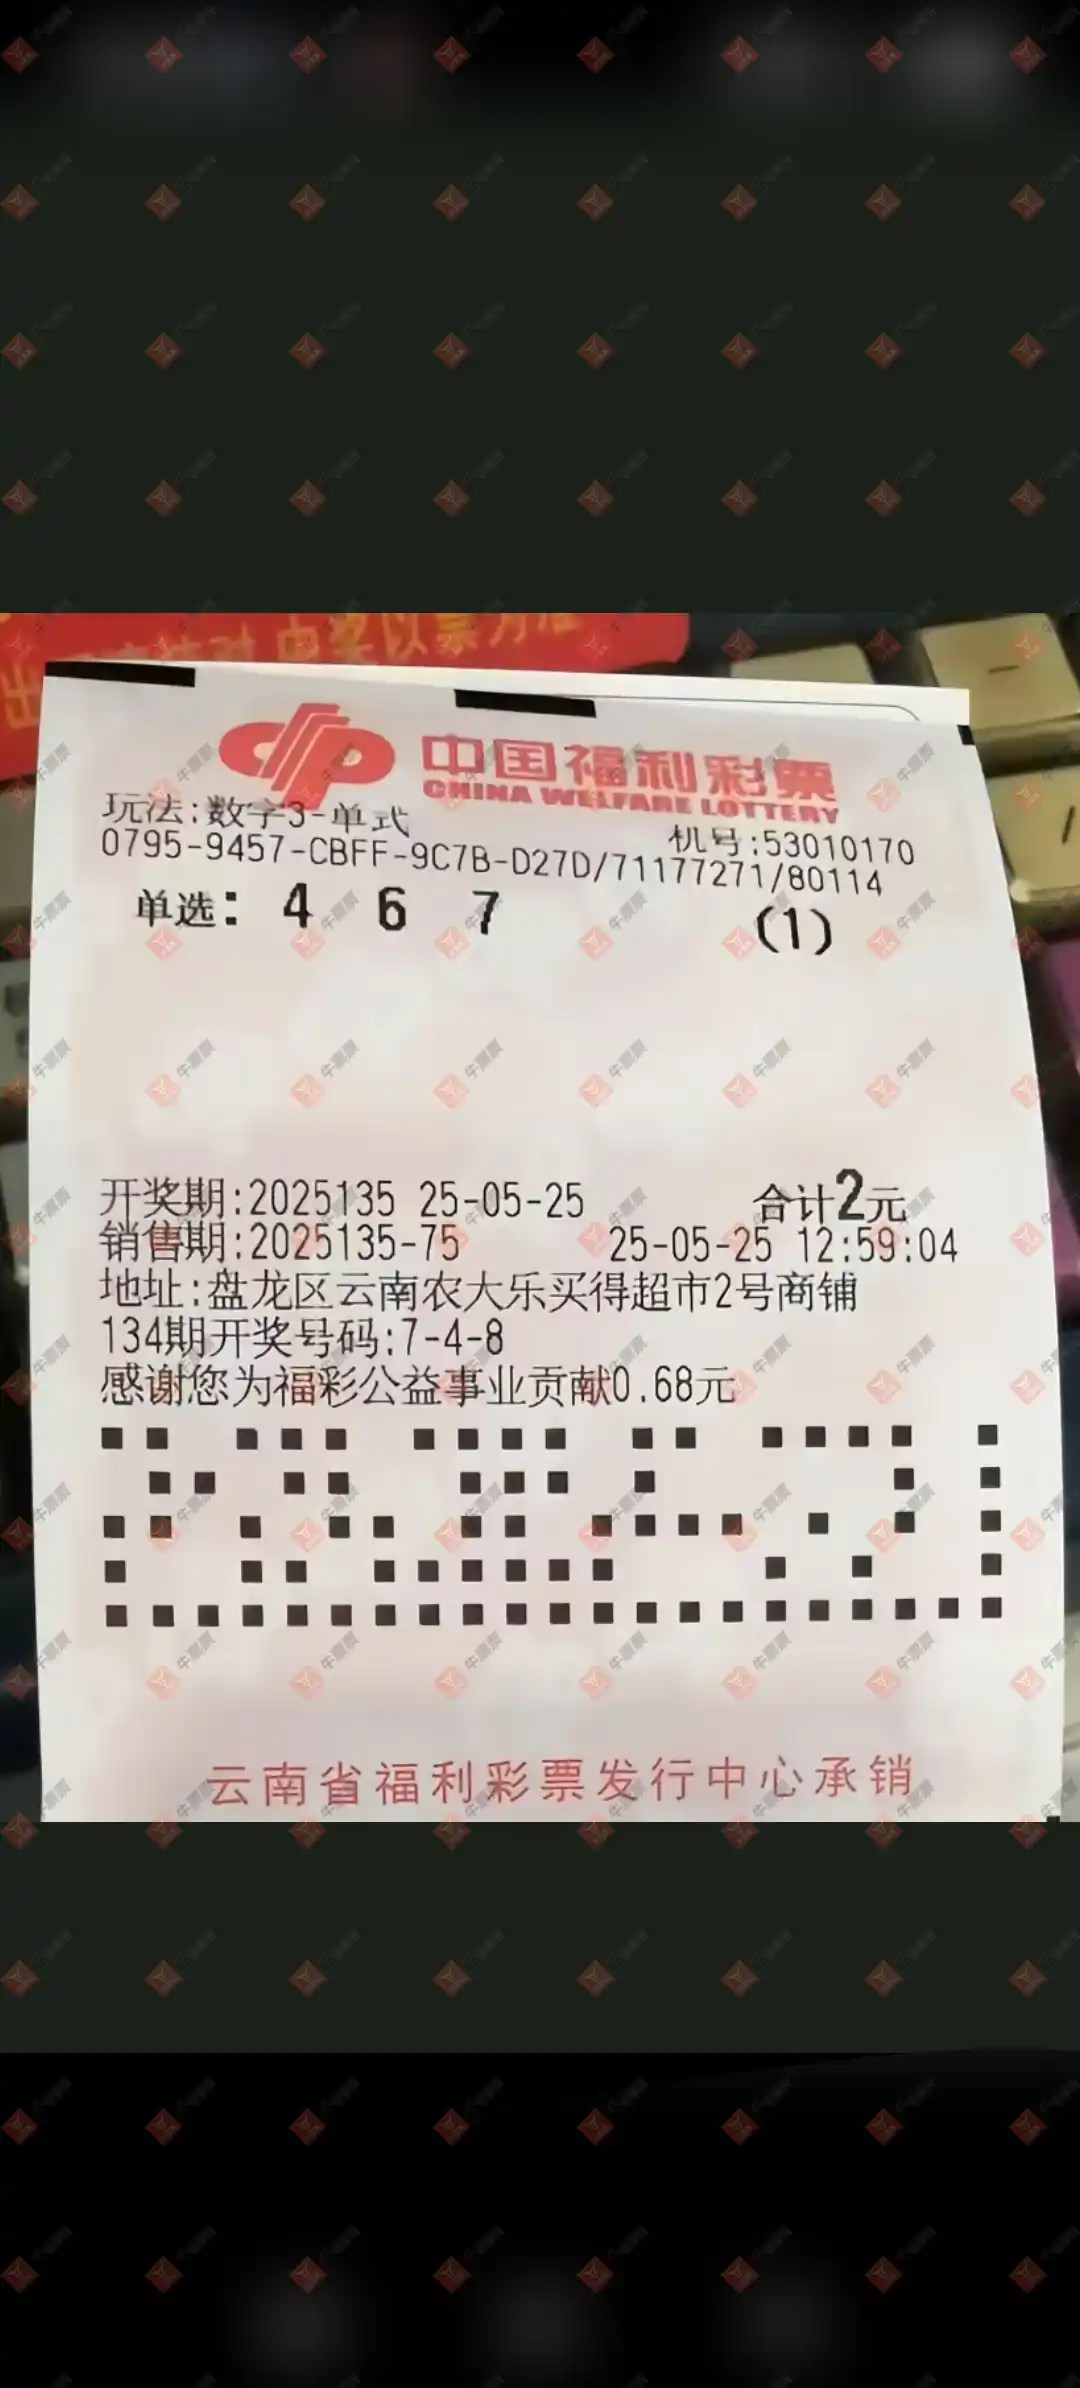 中国福利彩票
CHINA WELFARE LOTTERY
玩法:数字3-单式
机号:53010170
0795-9457-CBFF-9C7B-D27D/71177271/80114
单选: 4 6 7 (1)
开奖期:2025135 25-05-25 合计2元
销售期:2025135-75 25-05-25 12:59:04
地址:盘龙区云南农大乐买得超市2号商铺
134期开奖号码:7-4-8
感谢您为福彩公益事业贡献0.68元
云南省福利彩票发行中心承销
牛票票